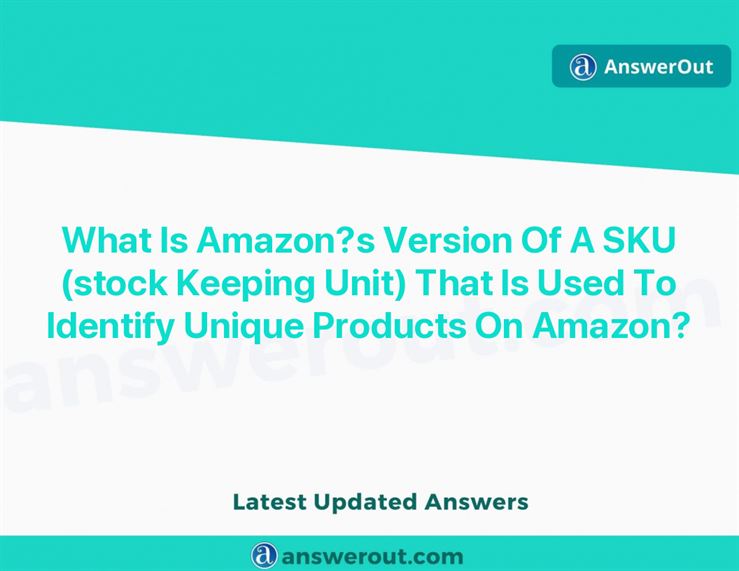 AnswerOut
What Is Amazon?s Version Of A SKU
(stock Keeping Unit) That Is Used To
Identify Unique Products On Amazon?
answerout.com
Latest Updated Answers
answerout.com